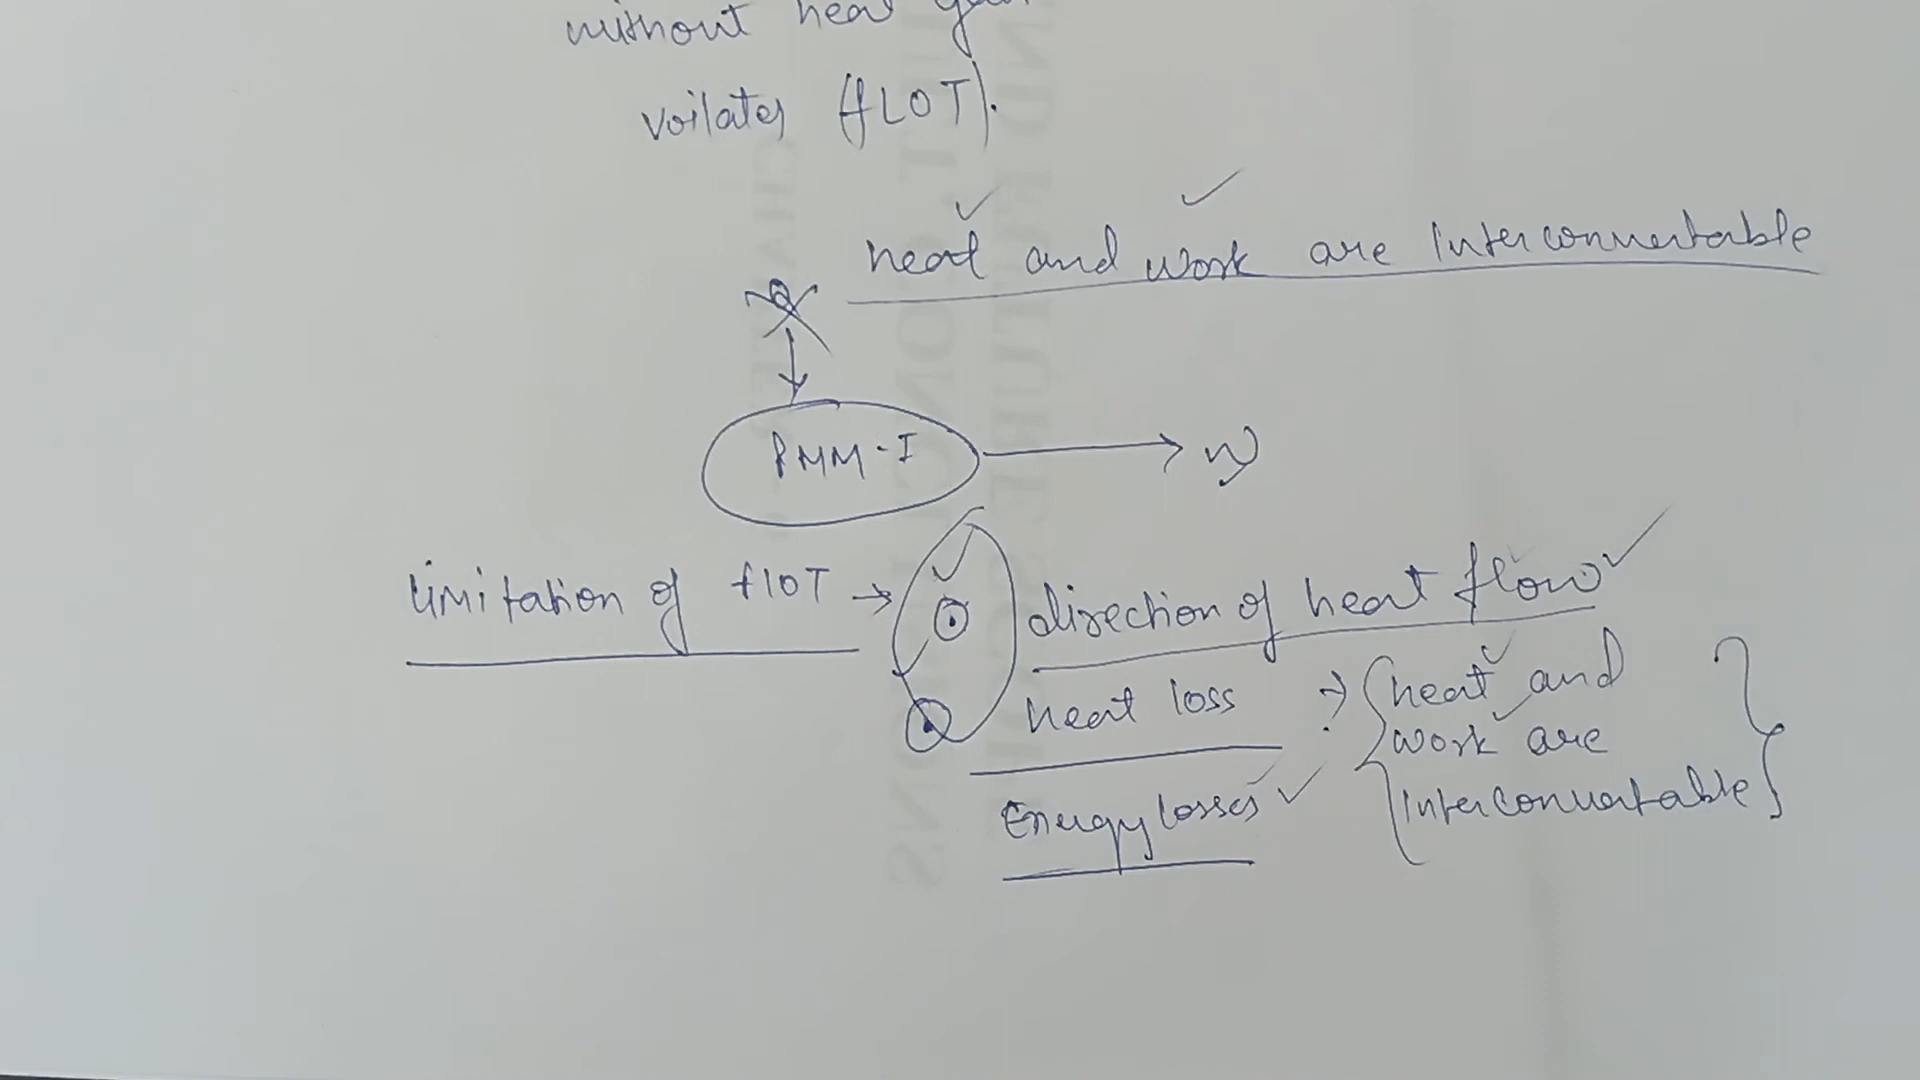 without heat
voilates (fLOT).
heat and work are Interconvertable
Q
PMM-I → W
limitation of fLOT → direction of heat flow
heat loss → heat and
work are
Interconvertable
Energy losses